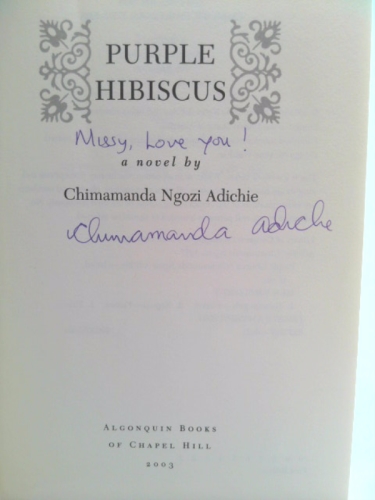 PURPLE
HIBISCUS
Missy, Love you!
a novel by
Chimamanda Ngozi Adichie
Chimamanda Adichie
ALGONQUIN BOOKS
OF CHAPEL HILL
2003